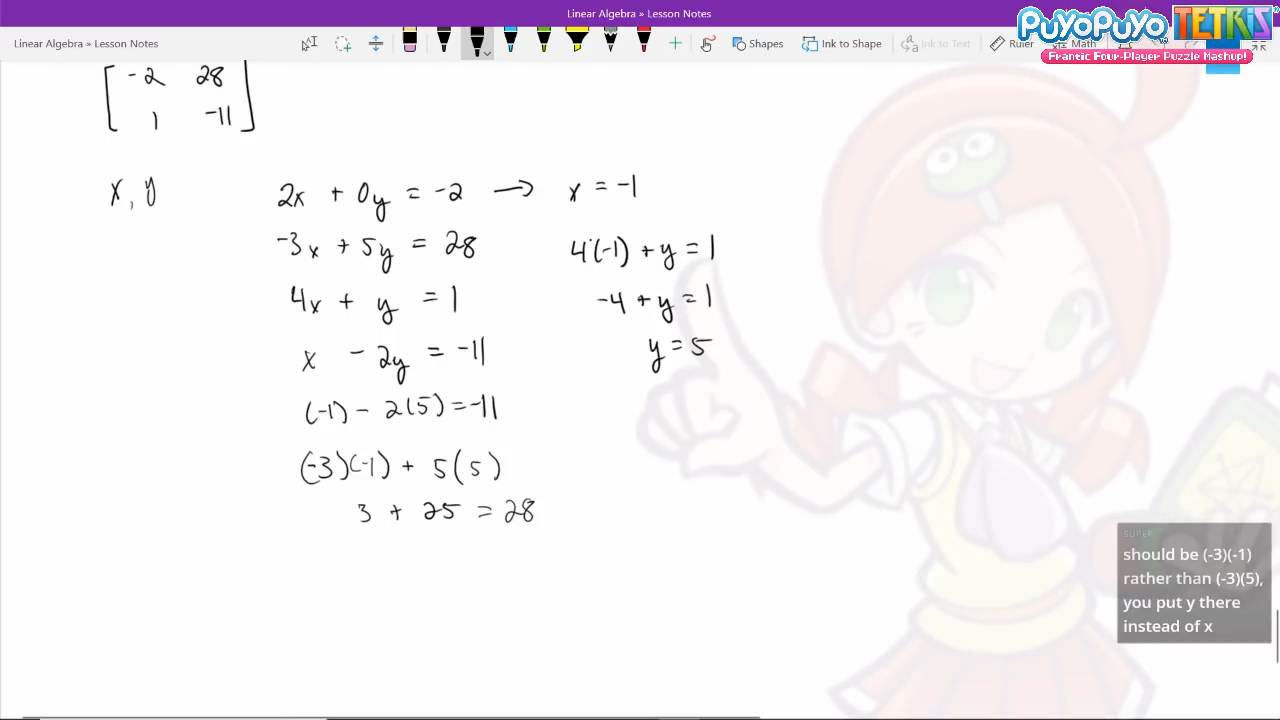 Linear Algebra » Lesson Notes
PuyoPuyo TETRIS
Frantic Four-Player Puzzle Mashup!
Linear Algebra » Lesson Notes Shapes Ink to Shape Ink to Text Ruler Math
-2 28
1 -11
x, y
2x + 0y = -2 → x = -1
-3x + 5y = 28
4x + y = 1
x - 2y = -11
(-1) - 2(5) = -11
(-3)(-1) + 5(5)
3 + 25 = 28
4·(-1) + y = 1
-4 + y = 1
y = 5
SUPER
should be (-3)(-1)
rather than (-3)(5),
you put y there
instead of x